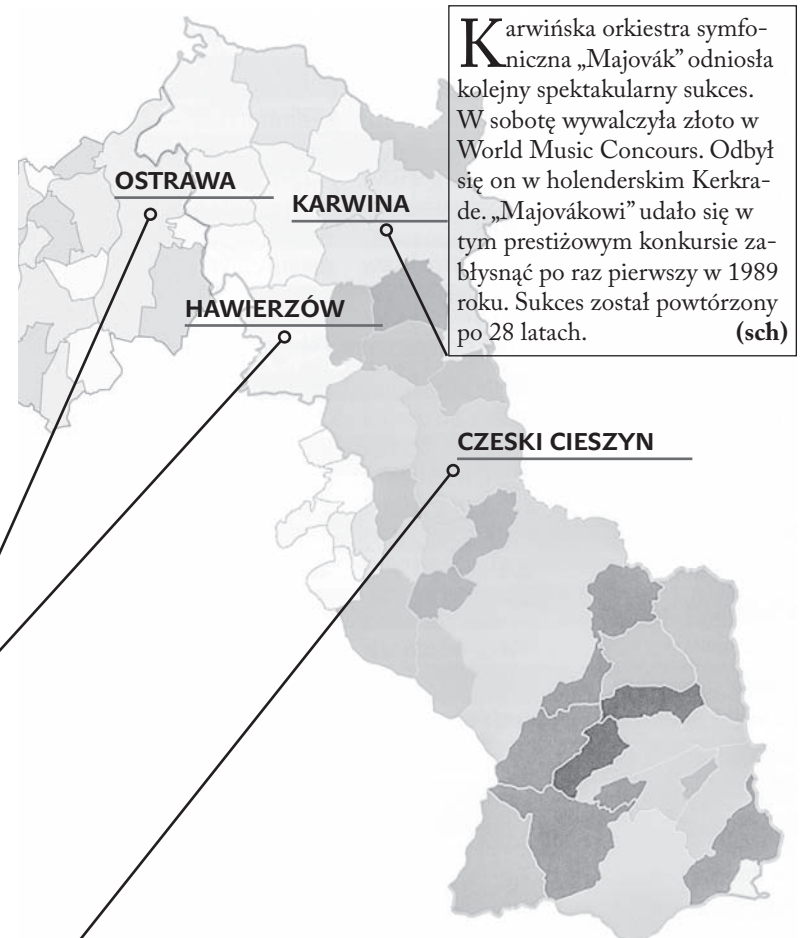 Karwińska orkiestra symfo-
niczna „Majovák” odniosła
kolejny spektakularny sukces.
W sobotę wywalczyła złoto w
World Music Concours. Odbył
się on w holenderskim Kerkra-
de. „Majovákowi” udało się w
tym prestiżowym konkursie za-
błysnąć po raz pierwszy w 1989
roku. Sukces został powtórzony
po 28 latach. (sch)
OSTRAWA
KARWINA
HAWIERZÓW
CZESKI CIESZYN